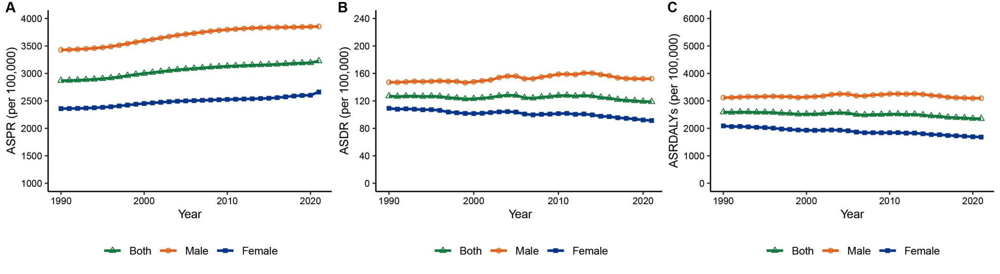 A
ASPR (per 100,000)
4000
3500
3000
2500
2000
1500
1000
1990 2000 2010 2020
Year
Both Male Female
B
ASDR (per 100,000)
240
200
160
120
80
40
0
1990 2000 2010 2020
Year
Both Male Female
C
ASRDALYs (per 100,000)
6000
5000
4000
3000
2000
1000
0
1990 2000 2010 2020
Year
Both Male Female